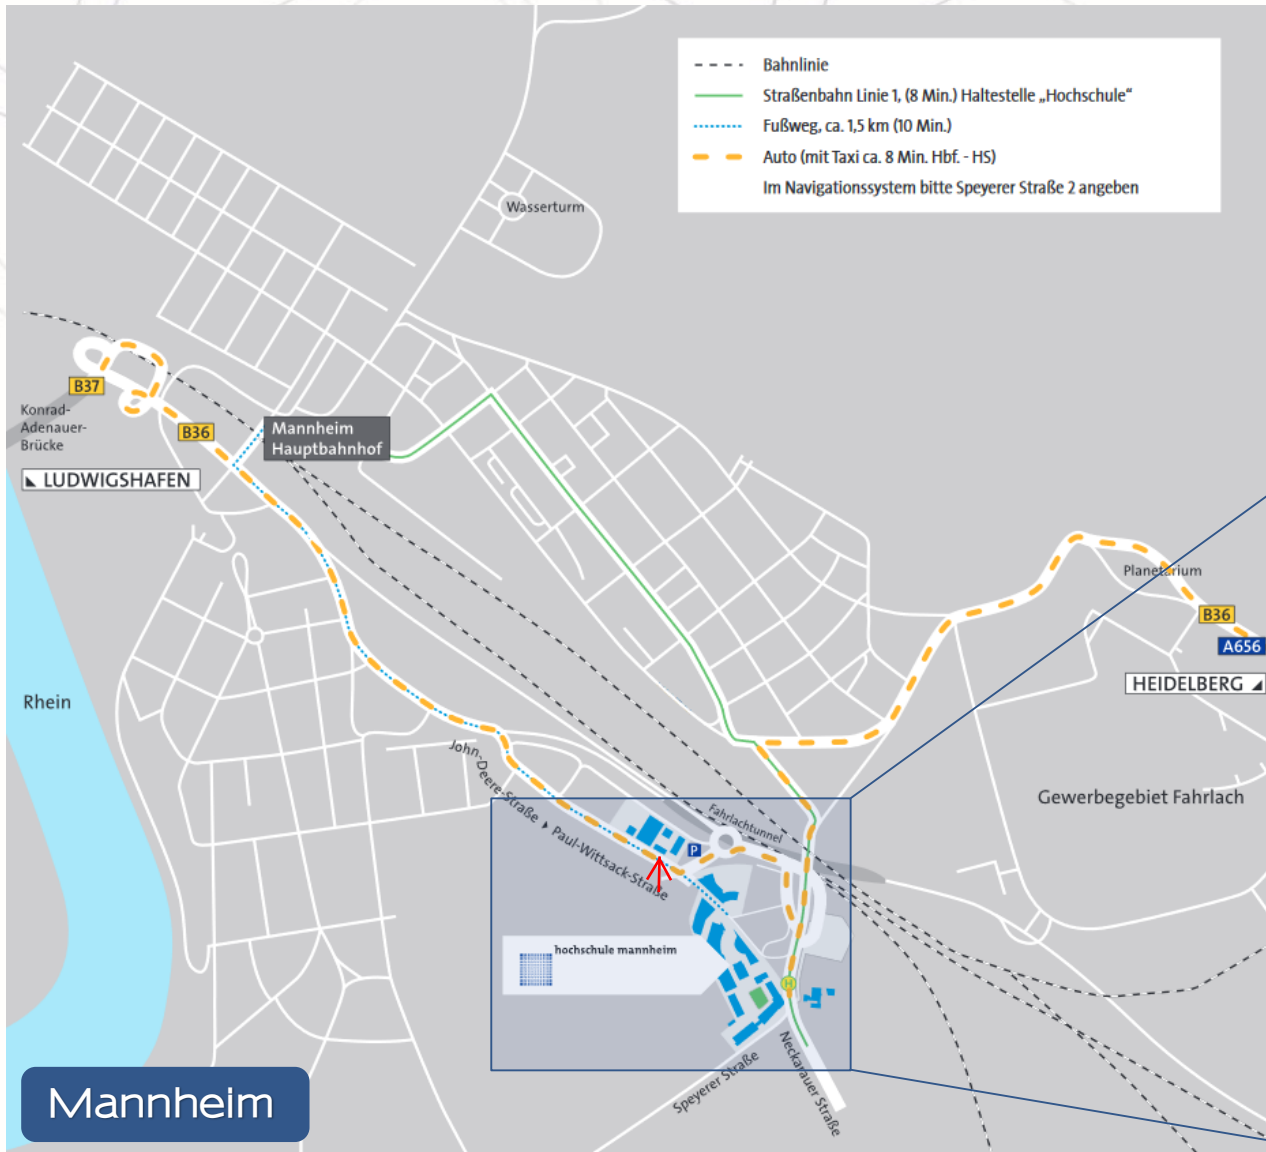 Bahnlinie
Straßenbahn Linie 1, (8 Min.) Haltestelle „Hochschule“
Fußweg, ca. 1,5 km (10 Min.)
Auto (mit Taxi ca. 8 Min. Hbf. - HS)
Im Navigationssystem bitte Speyerer Straße 2 angeben
Wasserturm
B37
Konrad-
Adenauer-
Brücke
B36
Mannheim
Hauptbahnhof
LUDWIGSHAFEN
Planetarium
B36
A656
HEIDELBERG
Rhein
John-Deere-Straße
Paul-Wittsack-Straße
Fahrlachtunnel
P
Gewerbegebiet Fahrlach
hochschule mannheim
H
Speyerer Straße
Neckarauer Straße
Mannheim